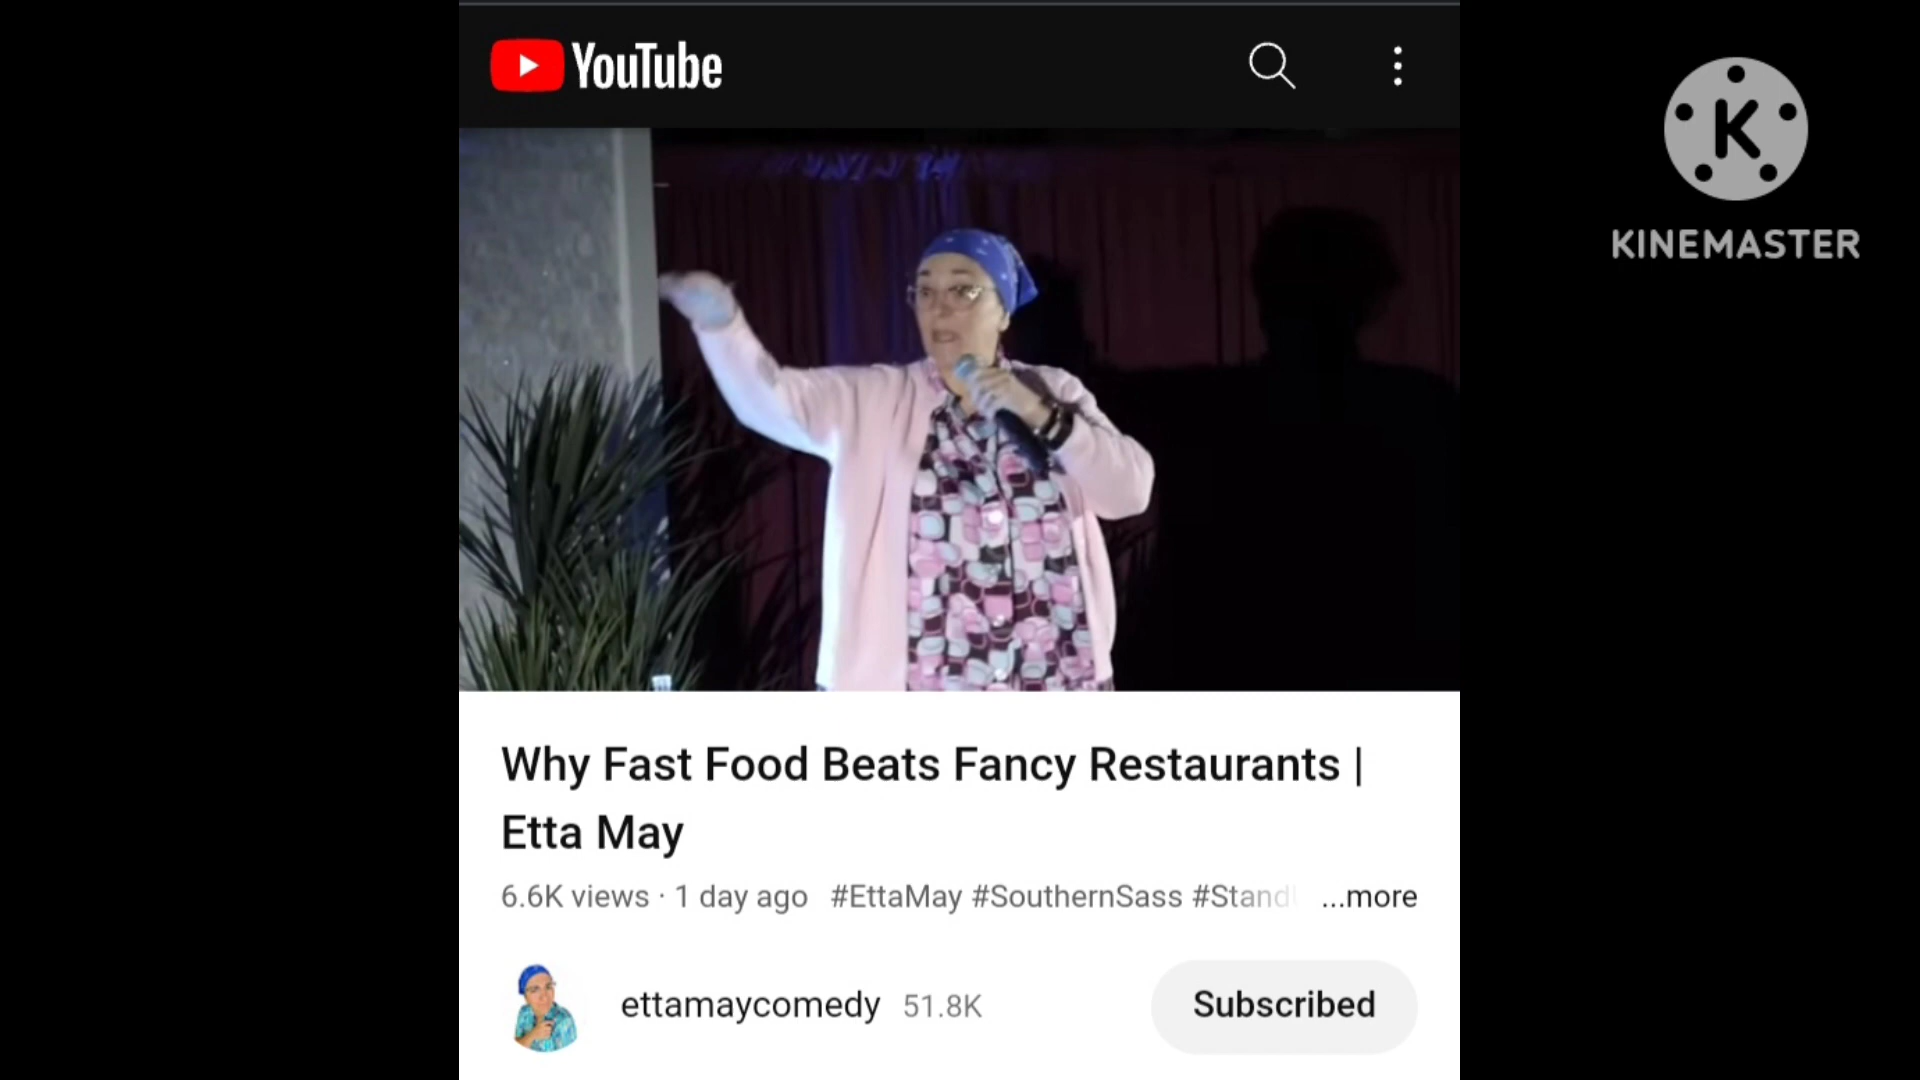 YouTube
K
KINEMASTER
Why Fast Food Beats Fancy Restaurants |
Etta May
6.6K views · 1 day ago #EttaMay #SouthernSass #Stand ...more
ettamaycomedy 51.8K Subscribed